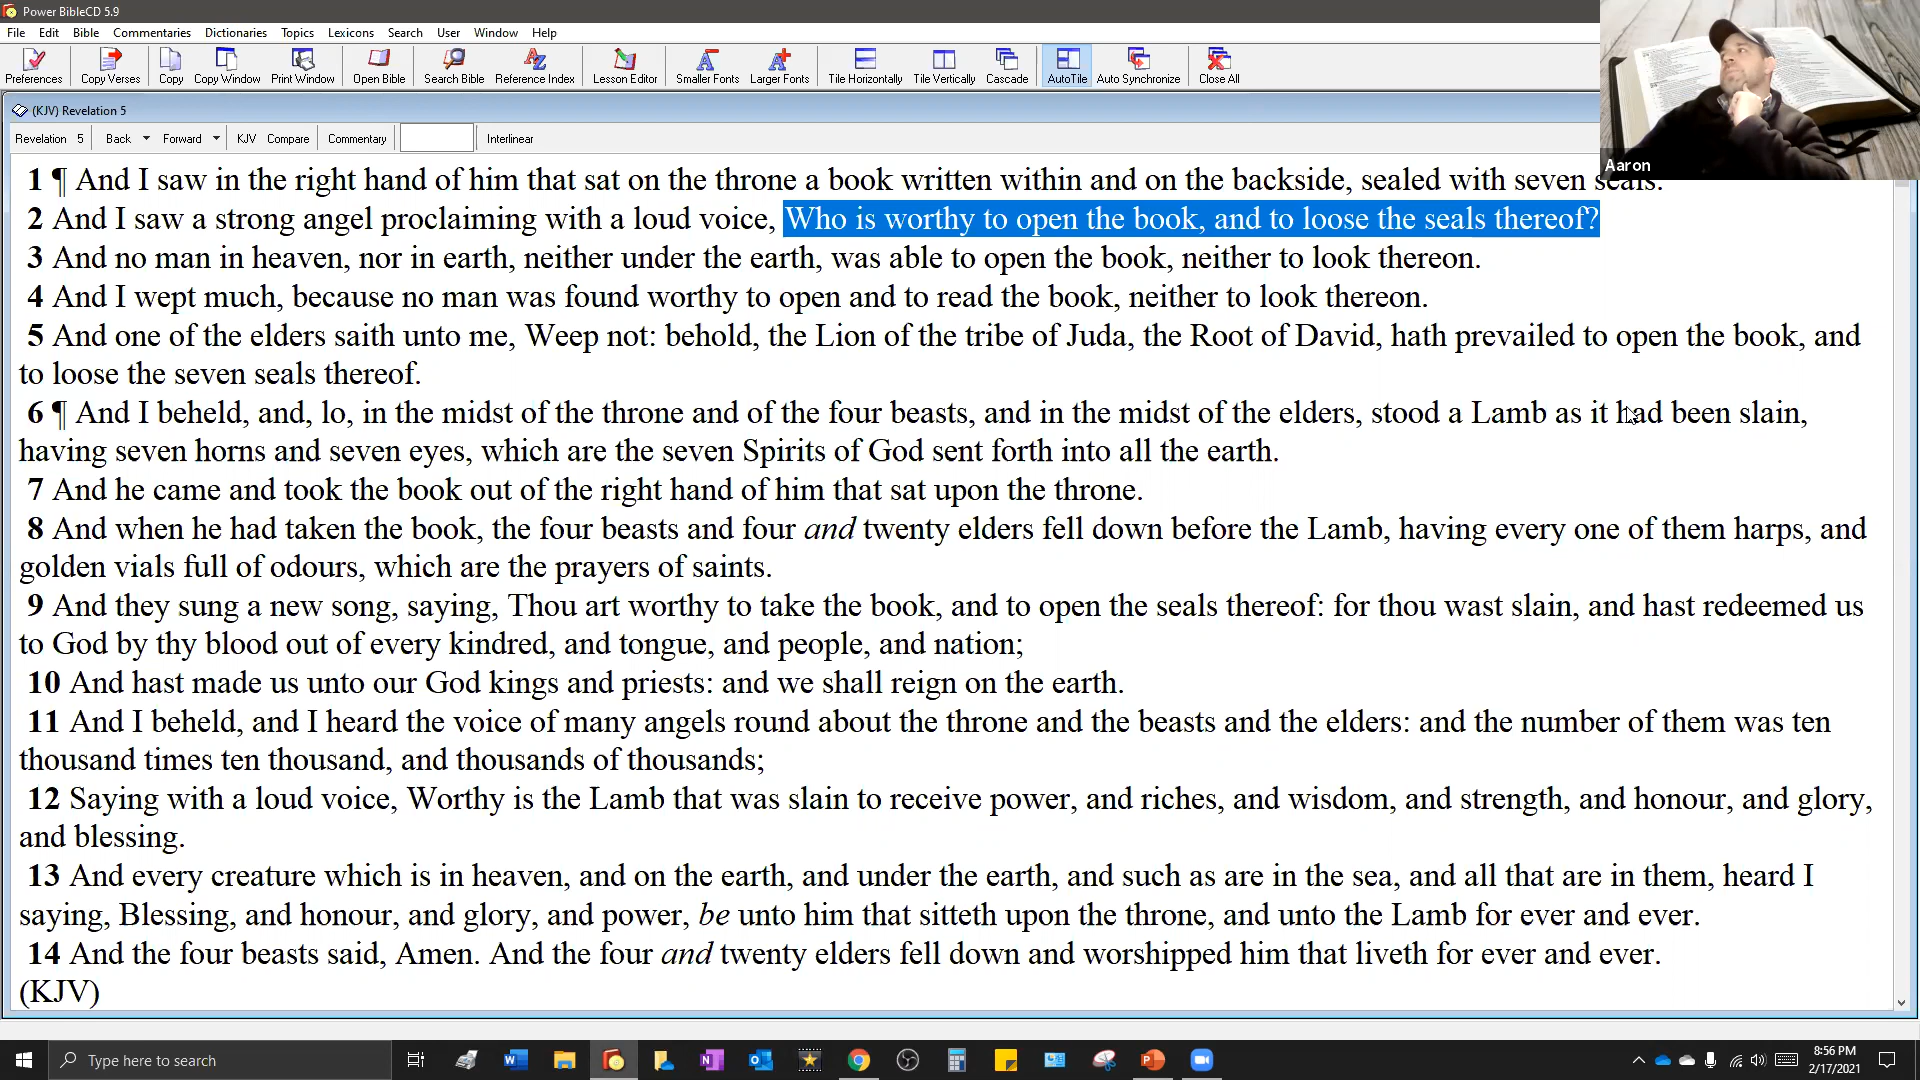 Power BibleCD 5.9
File Edit Bible Commentaries Dictionaries Topics Lexicons Search User Window Help
Preferences Copy Verses Copy Copy Window Print Window Open Bible Search Bible Reference Index Lesson Editor Smaller Fonts Larger Fonts Tile Horizontally Tile Vertically Cascade AutoTile Auto Synchronize Close All
(KJV) Revelation 5
Revelation 5 Back Forward KJV Compare Commentary Interlinear
Aaron
1 ¶ And I saw in the right hand of him that sat on the throne a book written within and on the backside, sealed with seven seals.
2 And I saw a strong angel proclaiming with a loud voice, Who is worthy to open the book, and to loose the seals thereof?
3 And no man in heaven, nor in earth, neither under the earth, was able to open the book, neither to look thereon.
4 And I wept much, because no man was found worthy to open and to read the book, neither to look thereon.
5 And one of the elders saith unto me, Weep not: behold, the Lion of the tribe of Juda, the Root of David, hath prevailed to open the book, and
to loose the seven seals thereof.
6 ¶ And I beheld, and, lo, in the midst of the throne and of the four beasts, and in the midst of the elders, stood a Lamb as it had been slain,
having seven horns and seven eyes, which are the seven Spirits of God sent forth into all the earth.
7 And he came and took the book out of the right hand of him that sat upon the throne.
8 And when he had taken the book, the four beasts and four and twenty elders fell down before the Lamb, having every one of them harps, and
golden vials full of odours, which are the prayers of saints.
9 And they sung a new song, saying, Thou art worthy to take the book, and to open the seals thereof: for thou wast slain, and hast redeemed us
to God by thy blood out of every kindred, and tongue, and people, and nation;
10 And hast made us unto our God kings and priests: and we shall reign on the earth.
11 And I beheld, and I heard the voice of many angels round about the throne and the beasts and the elders: and the number of them was ten
thousand times ten thousand, and thousands of thousands;
12 Saying with a loud voice, Worthy is the Lamb that was slain to receive power, and riches, and wisdom, and strength, and honour, and glory,
and blessing.
13 And every creature which is in heaven, and on the earth, and under the earth, and such as are in the sea, and all that are in them, heard I
saying, Blessing, and honour, and glory, and power, be unto him that sitteth upon the throne, and unto the Lamb for ever and ever.
14 And the four beasts said, Amen. And the four and twenty elders fell down and worshipped him that liveth for ever and ever.
(KJV)
Type here to search
8:56 PM
2/17/2021